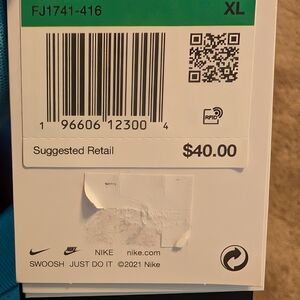 FJ1741-416 XL
RFID
1 96606 12300 4
Suggested Retail $40.00
NIKE nike.com
SWOOSH JUST DO IT ©2021 Nike